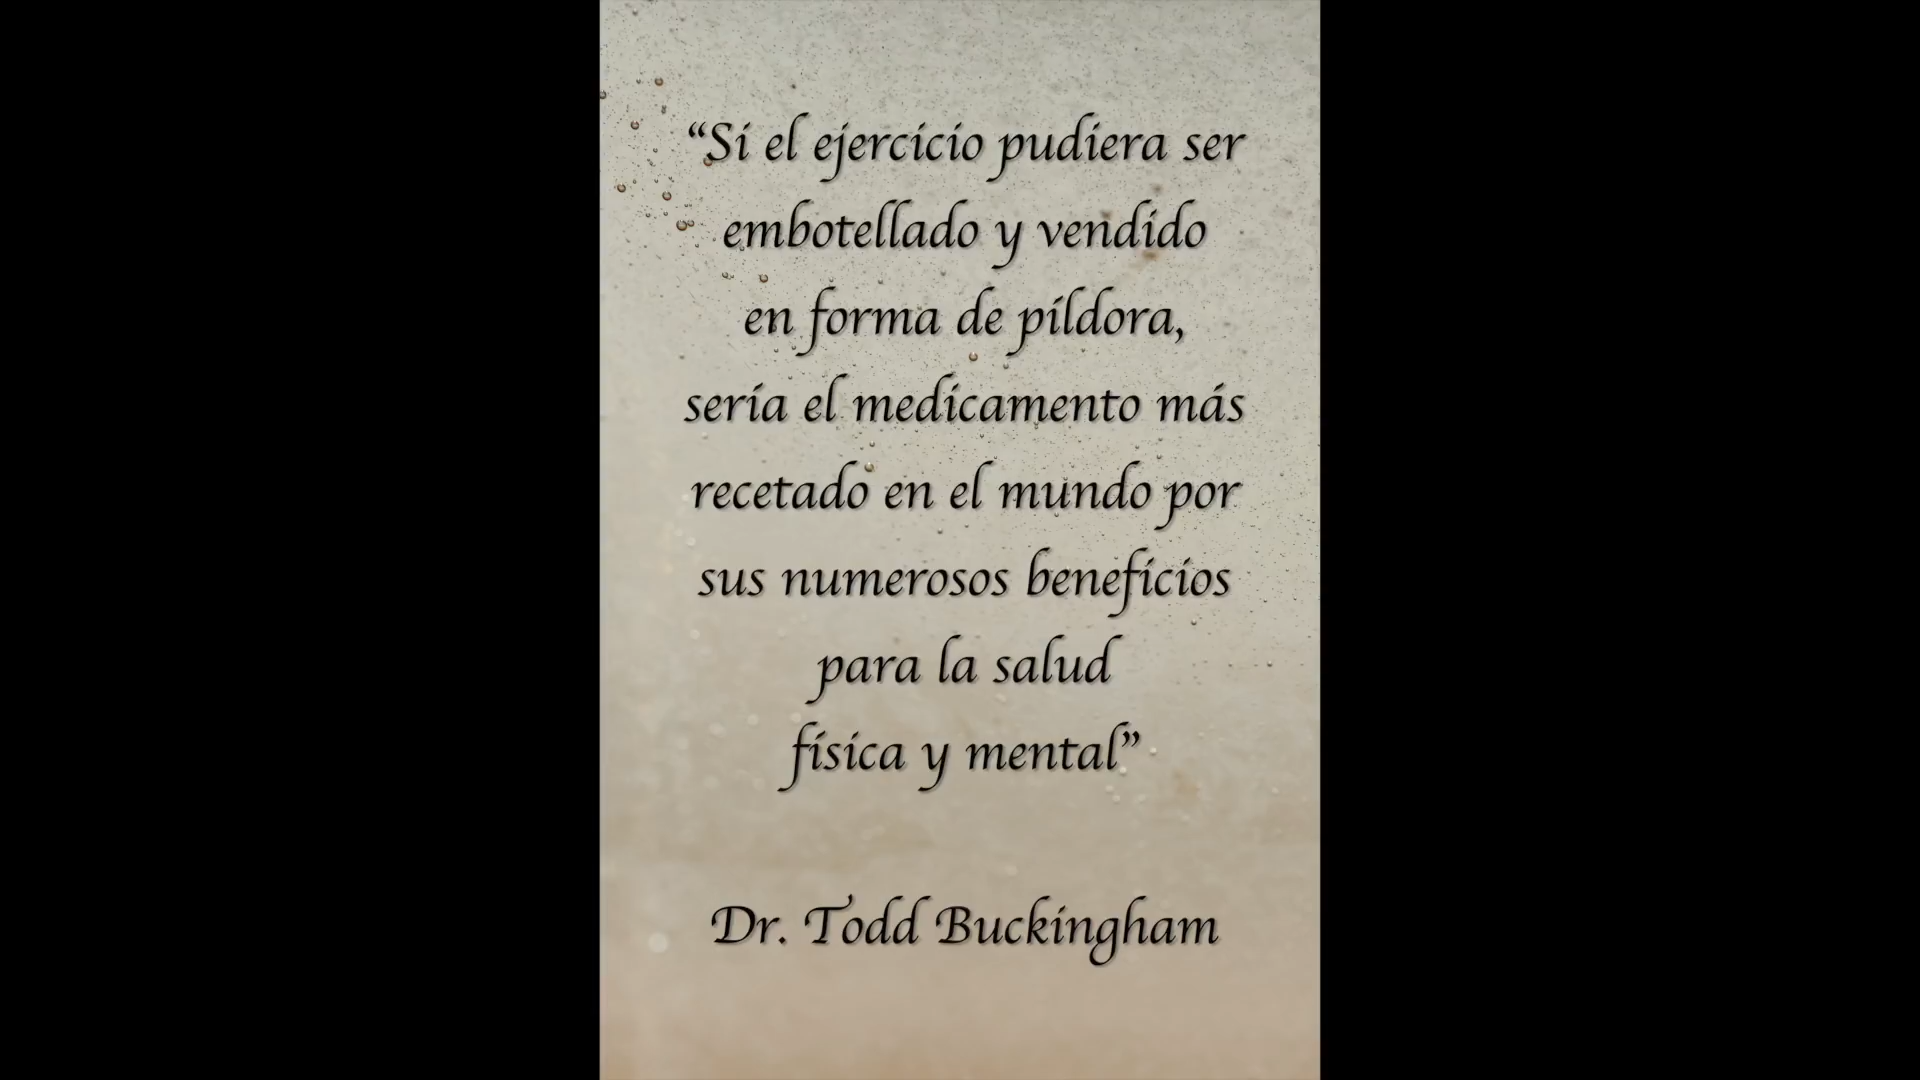 “Si el ejercicio pudiera ser
embotellado y vendido
en forma de píldora,
sería el medicamento más
recetado en el mundo por
sus numerosos beneficios
para la salud
física y mental”
Dr. Todd Buckingham